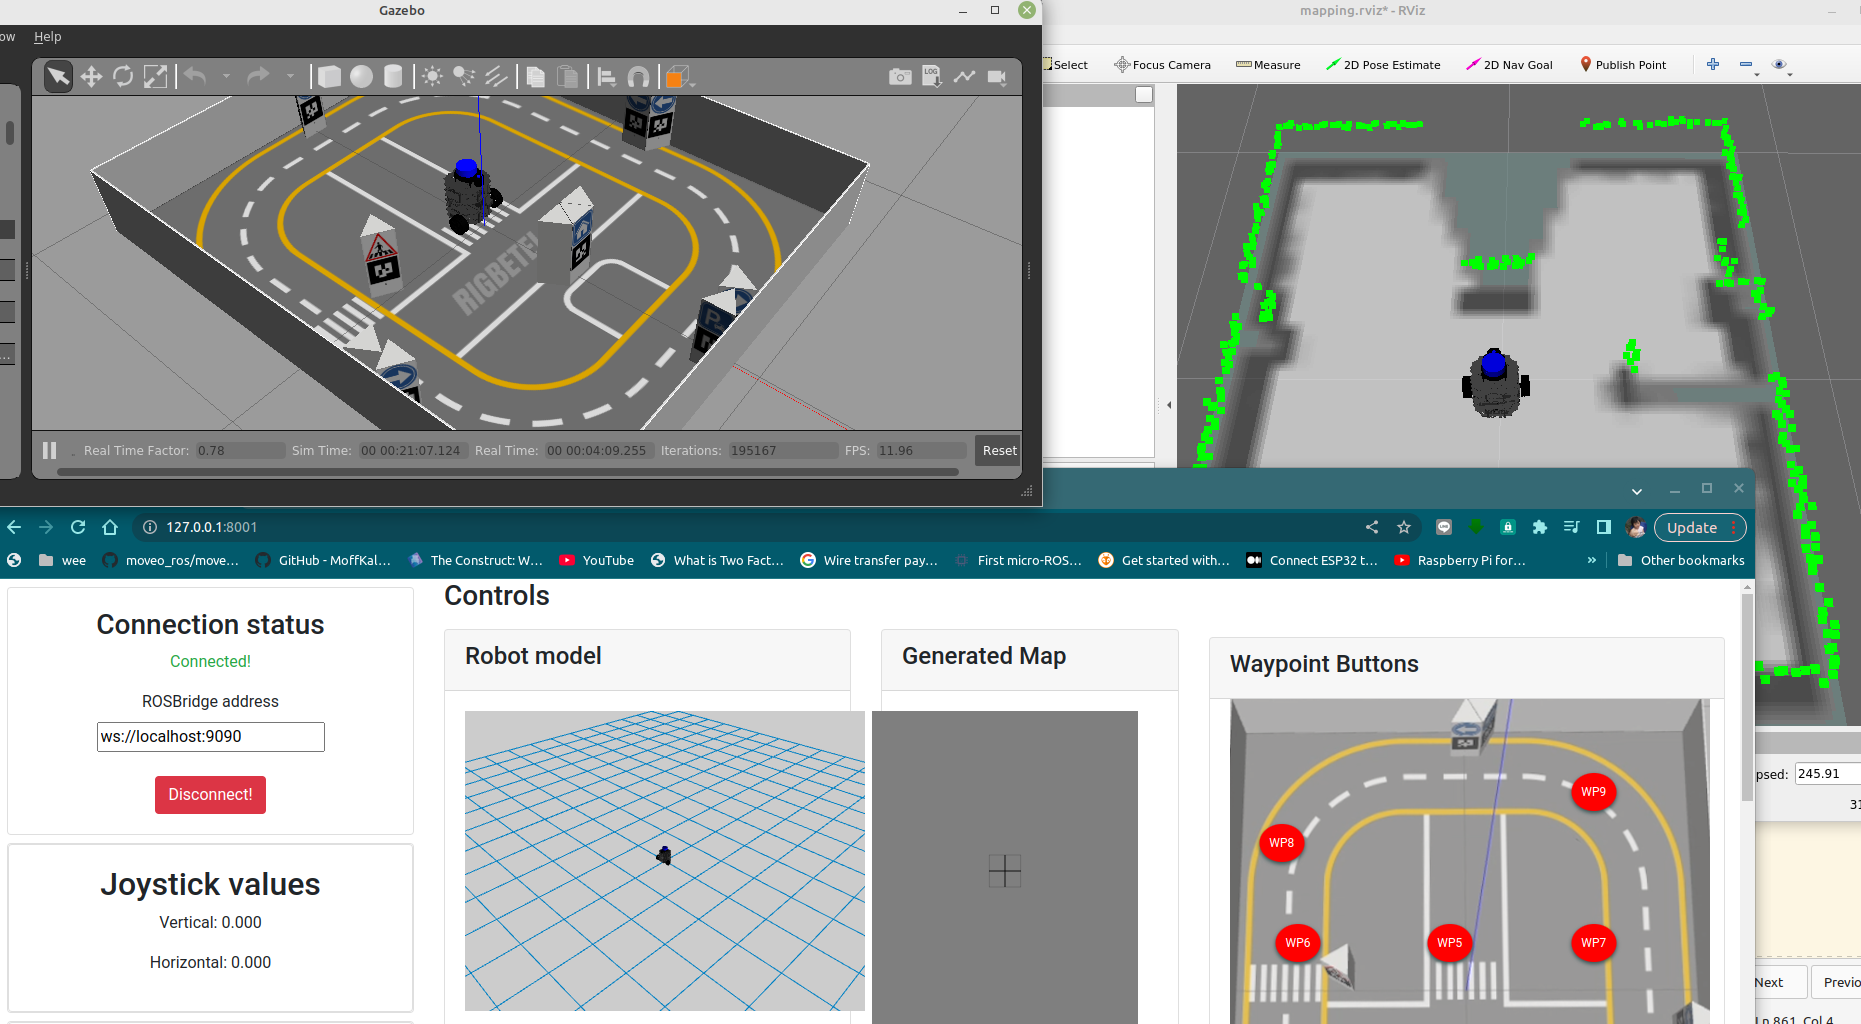 Gazebo
mapping.rviz* - RViz
ow Help
Select Focus Camera Measure 2D Pose Estimate 2D Nav Goal Publish Point
LOG
P
...
Real Time Factor: 0.78 Sim Time: 00 00:21:07.124 Real Time: 00 00:04:09.255 Iterations: 195167 FPS: 11.96 Reset
127.0.0.1:8001 Update
wee moveo_ros/move... GitHub - MoffKal... The Construct: W... YouTube What is Two Fact... Wire transfer pay... First micro-ROS... Get started with... Connect ESP32 t... Raspberry Pi for... » Other bookmarks
Connection status
Connected!
ROSBridge address
ws://localhost:9090
Disconnect!
Joystick values
Vertical: 0.000
Horizontal: 0.000
Controls
Robot model
Generated Map
Waypoint Buttons
WP9
WP8
WP6 WP5 WP7
psed: 245.91
31
Next Previo
Ln 861, Col 4